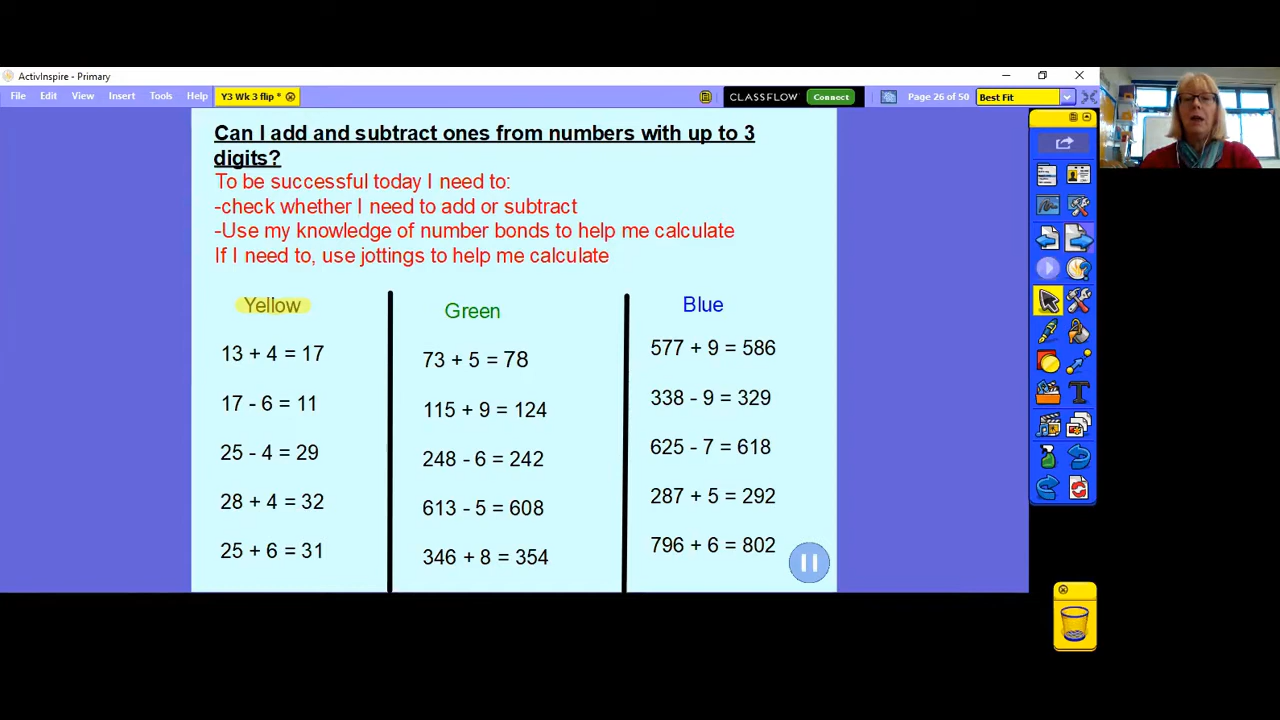 ActivInspire - Primary
File Edit View Insert Tools Help Y3 Wk 3 flip * CLASSFLOW Connect Page 26 of 50 Best Fit
Can I add and subtract ones from numbers with up to 3
digits?
To be successful today I need to:
-check whether I need to add or subtract
-Use my knowledge of number bonds to help me calculate
If I need to, use jottings to help me calculate
Yellow
13 + 4 = 17
17 - 6 = 11
25 - 4 = 29
28 + 4 = 32
25 + 6 = 31
Green
73 + 5 = 78
115 + 9 = 124
248 - 6 = 242
613 - 5 = 608
346 + 8 = 354
Blue
577 + 9 = 586
338 - 9 = 329
625 - 7 = 618
287 + 5 = 292
796 + 6 = 802